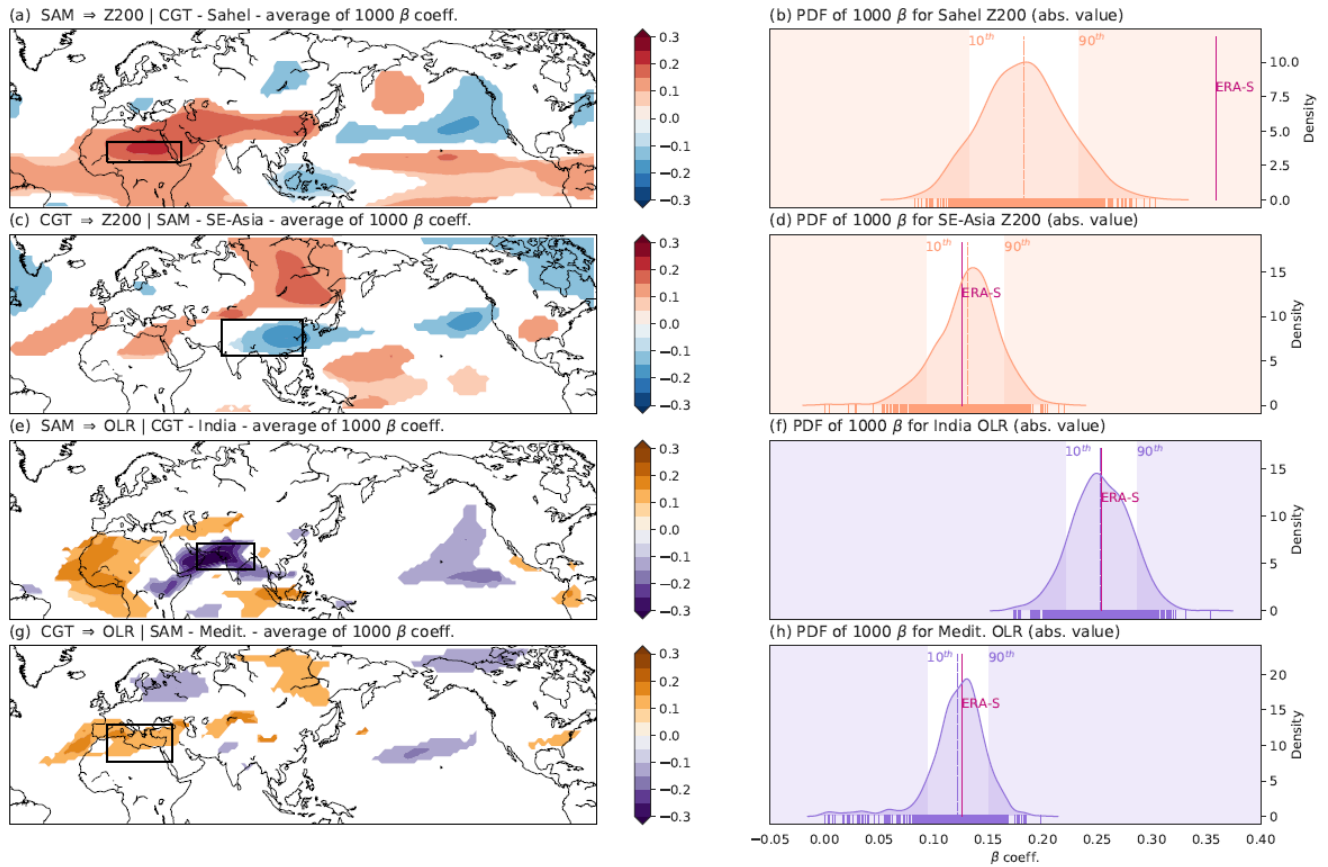 (a) SAM ⇒ Z200 | CGT - Sahel - average of 1000 β coeff.
0.3
0.2
0.1
0.0
−0.1
−0.2
−0.3
(b) PDF of 1000 β for Sahel Z200 (abs. value)
10th
90th
ERA-S
10.0
7.5
5.0
2.5
0.0
Density
(c) CGT ⇒ Z200 | SAM - SE-Asia - average of 1000 β coeff.
0.3
0.2
0.1
0.0
−0.1
−0.2
−0.3
(d) PDF of 1000 β for SE-Asia Z200 (abs. value)
10th
90th
ERA-S
15
10
5
0
Density
(e) SAM ⇒ OLR | CGT - India - average of 1000 β coeff.
0.3
0.2
0.1
0.0
−0.1
−0.2
−0.3
(f) PDF of 1000 β for India OLR (abs. value)
10th
90th
ERA-S
15
10
5
0
Density
(g) CGT ⇒ OLR | SAM - Medit. - average of 1000 β coeff.
0.3
0.2
0.1
0.0
−0.1
−0.2
−0.3
(h) PDF of 1000 β for Medit. OLR (abs. value)
10th
90th
ERA-S
20
15
10
5
0
Density
−0.05 0.00 0.05 0.10 0.15 0.20 0.25 0.30 0.35 0.40
β coeff.